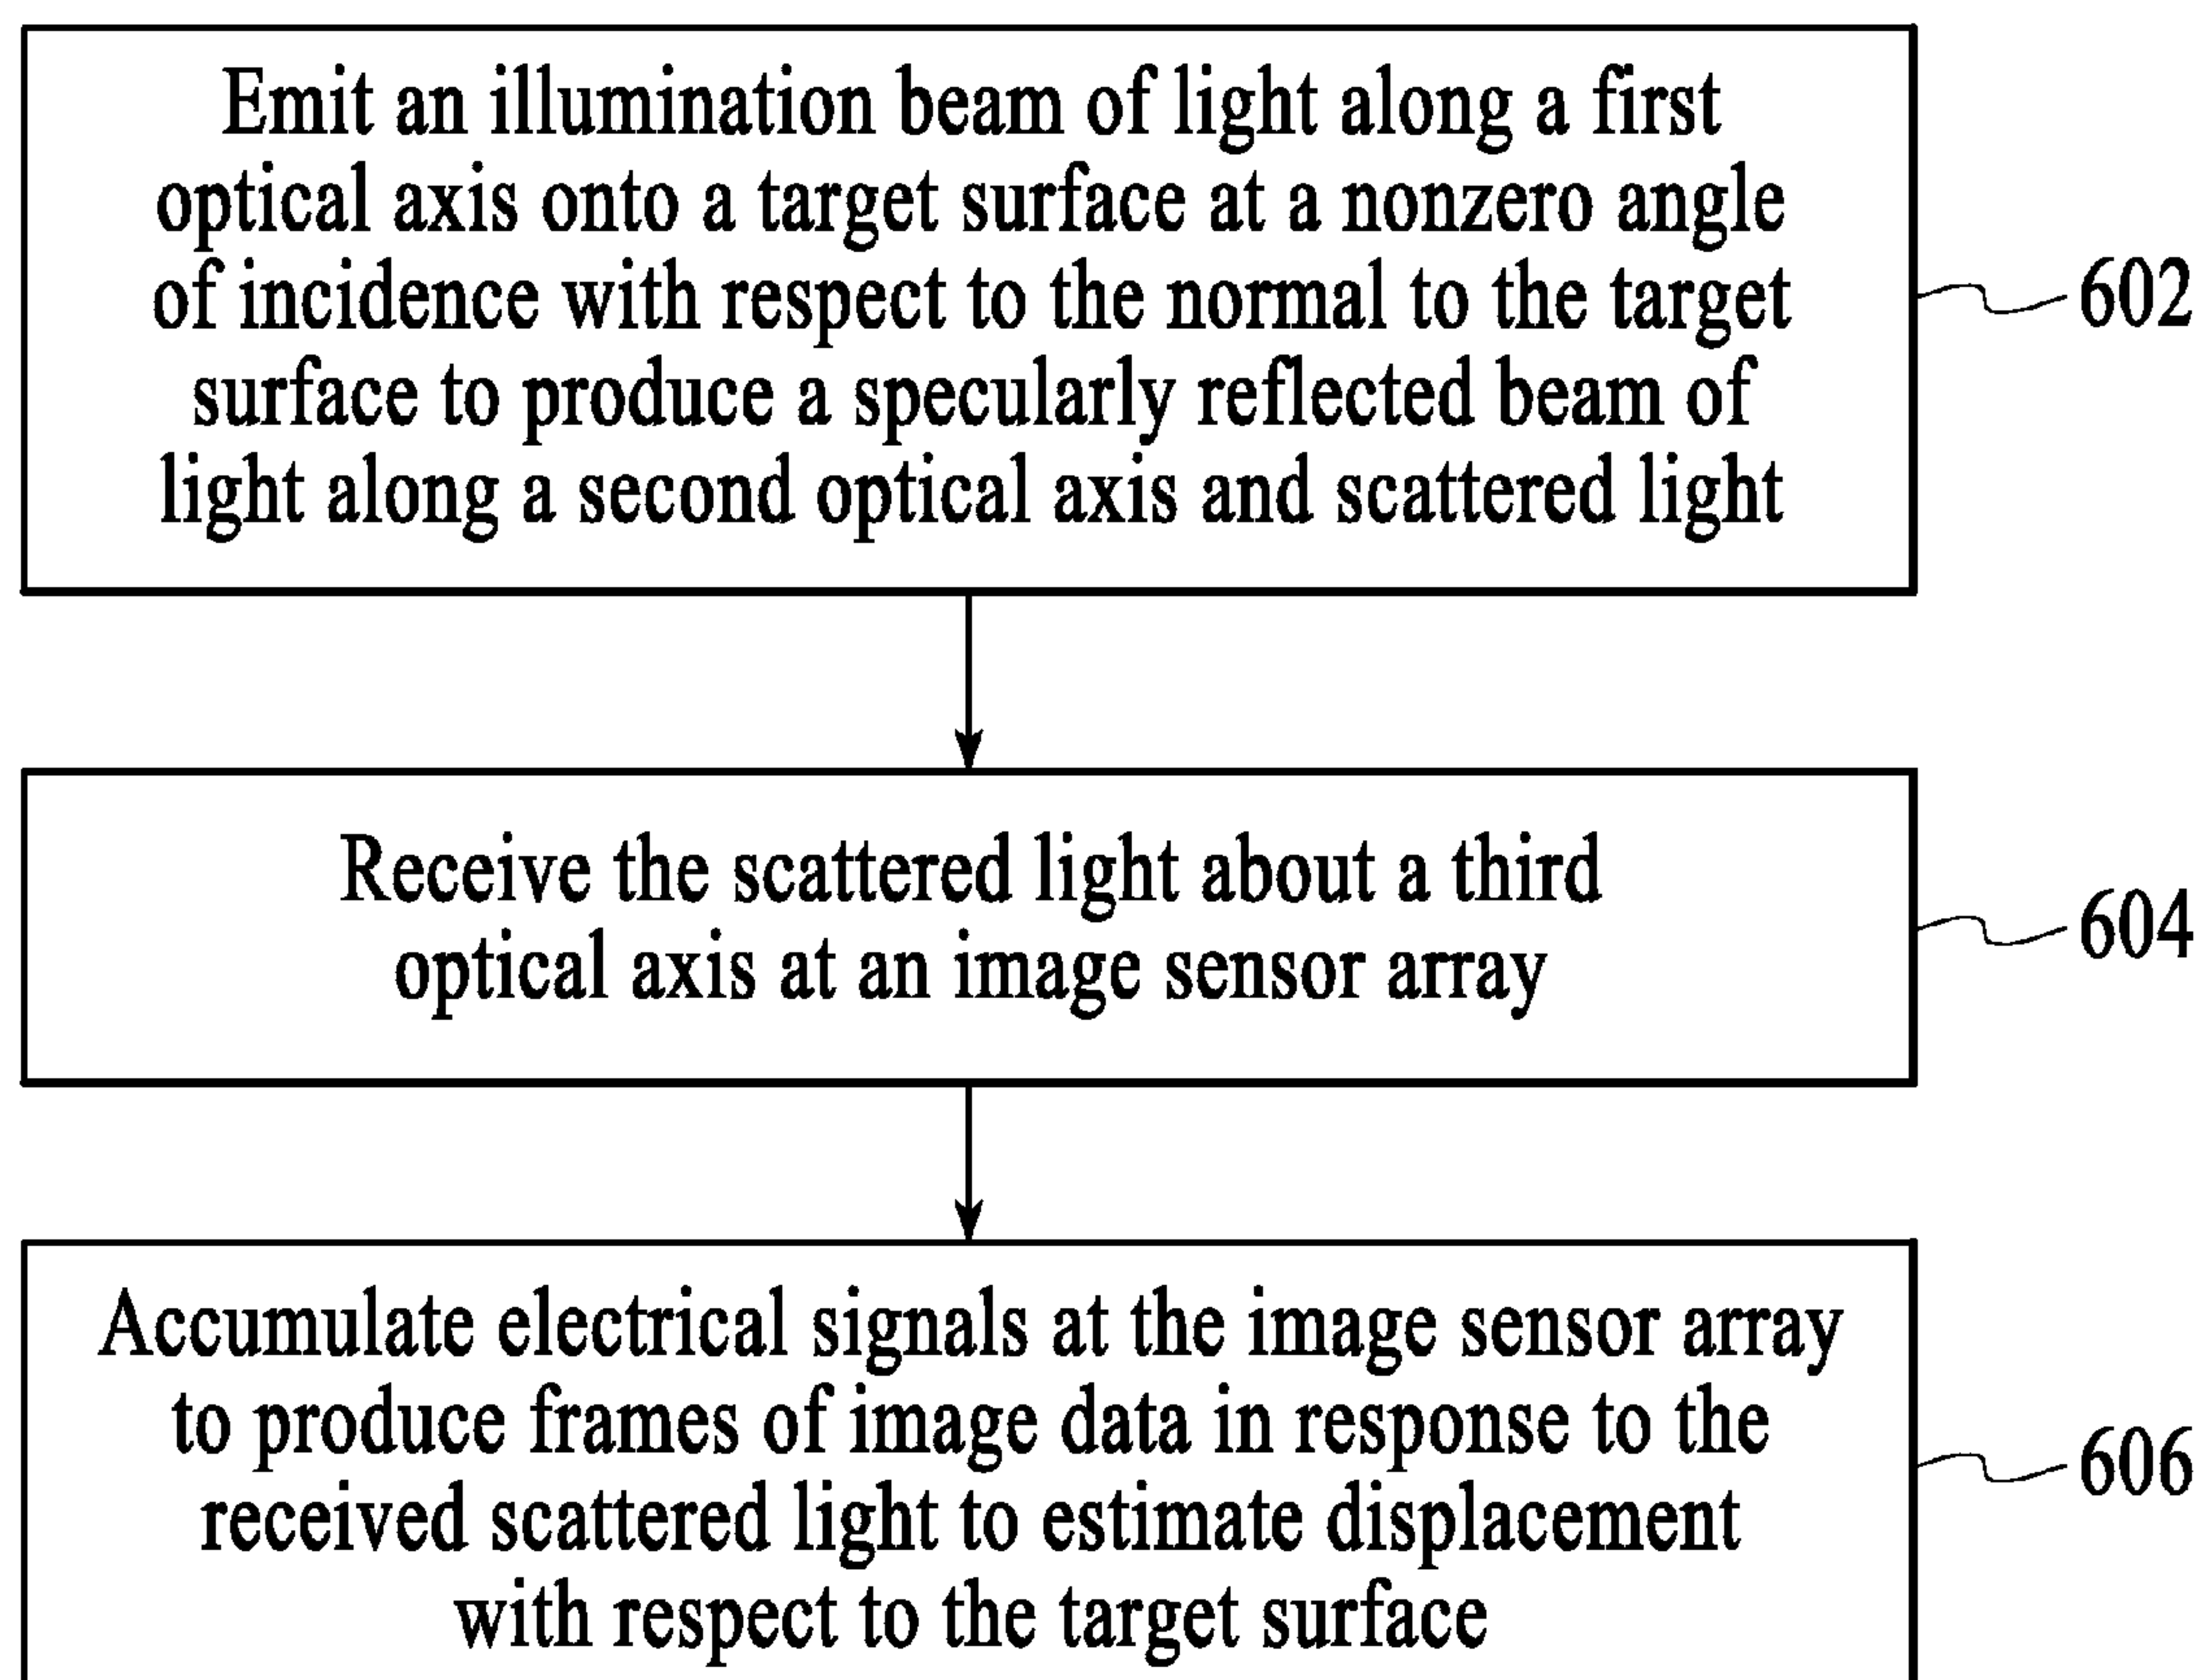 Emit an illumination beam of light along a first
optical axis onto a target surface at a nonzero angle
of incidence with respect to the normal to the target
surface to produce a specularly reflected beam of
light along a second optical axis and scattered light
602
Receive the scattered light about a third
optical axis at an image sensor array
604
Accumulate electrical signals at the image sensor array
to produce frames of image data in response to the
received scattered light to estimate displacement
with respect to the target surface
606